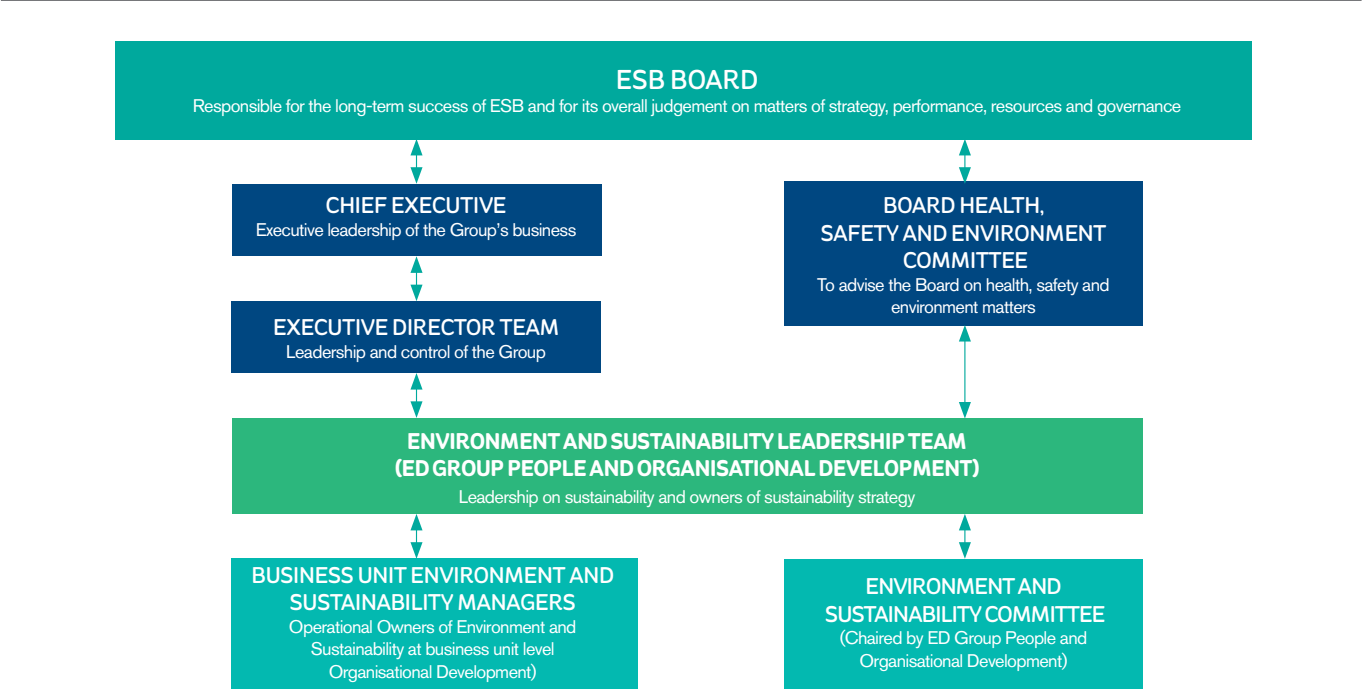 ESB BOARD
Responsible for the long-term success of ESB and for its overall judgement on matters of strategy, performance, resources and governance
CHIEF EXECUTIVE
Executive leadership of the Group's business
BOARD HEALTH,
SAFETY AND ENVIRONMENT
COMMITTEE
To advise the Board on health, safety and
environment matters
EXECUTIVE DIRECTOR TEAM
Leadership and control of the Group
ENVIRONMENT AND SUSTAINABILITY LEADERSHIP TEAM
(ED GROUP PEOPLE AND ORGANISATIONAL DEVELOPMENT)
Leadership on sustainability and owners of sustainability strategy
BUSINESS UNIT ENVIRONMENT AND
SUSTAINABILITY MANAGERS
Operational Owners of Environment and
Sustainability at business unit level
Organisational Development)
ENVIRONMENT AND
SUSTAINABILITY COMMITTEE
(Chaired by ED Group People and
Organisational Development)